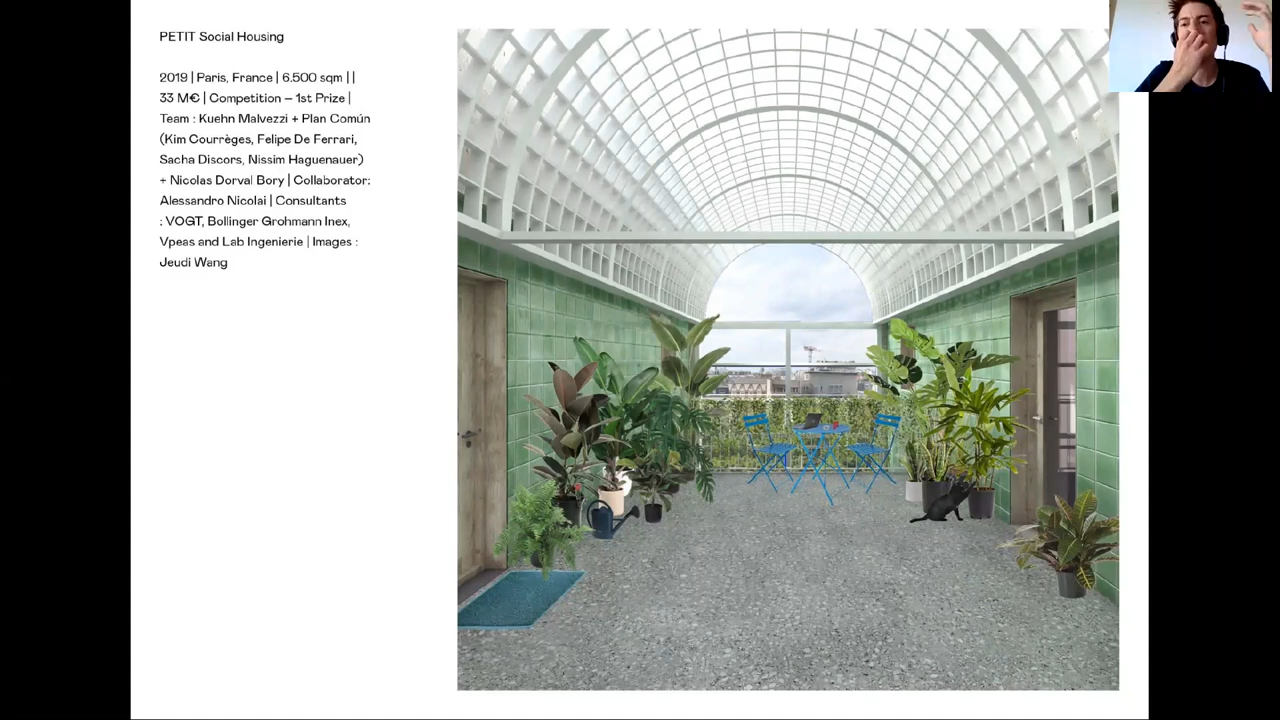 PETIT Social Housing
2019 | Paris, France | 6.500 sqm | |
33 M€ | Competition – 1st Prize |
Team : Kuehn Malvezzi + Plan Común
(Kim Courrèges, Felipe De Ferrari,
Sacha Discors, Nissim Haguenauer)
+ Nicolas Dorval Bory | Collaborator:
Alessandro Nicolai | Consultants
: VOGT, Bollinger Grohmann Inex,
Vpeas and Lab Ingenierie | Images :
Jeudi Wang